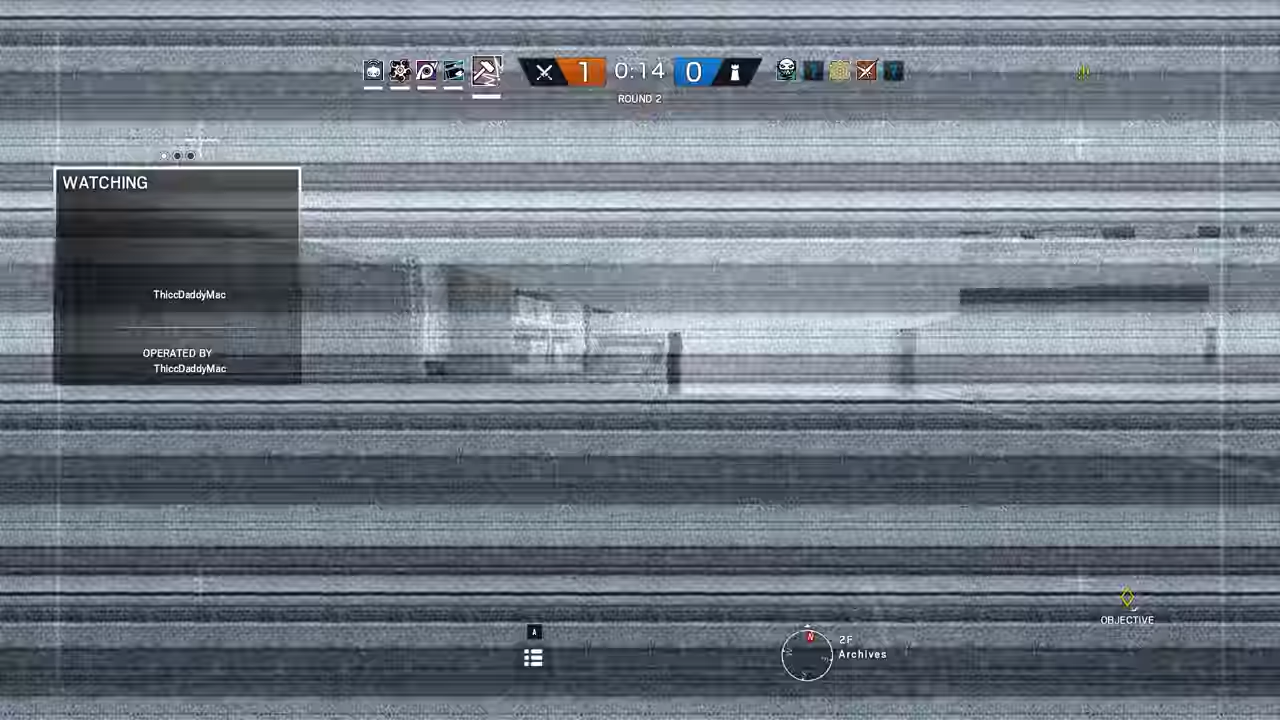 1 0:14 0
ROUND 2
WATCHING
ThiccDaddyMac
OPERATED BY
ThiccDaddyMac
OBJECTIVE
A
N
2F
Archives